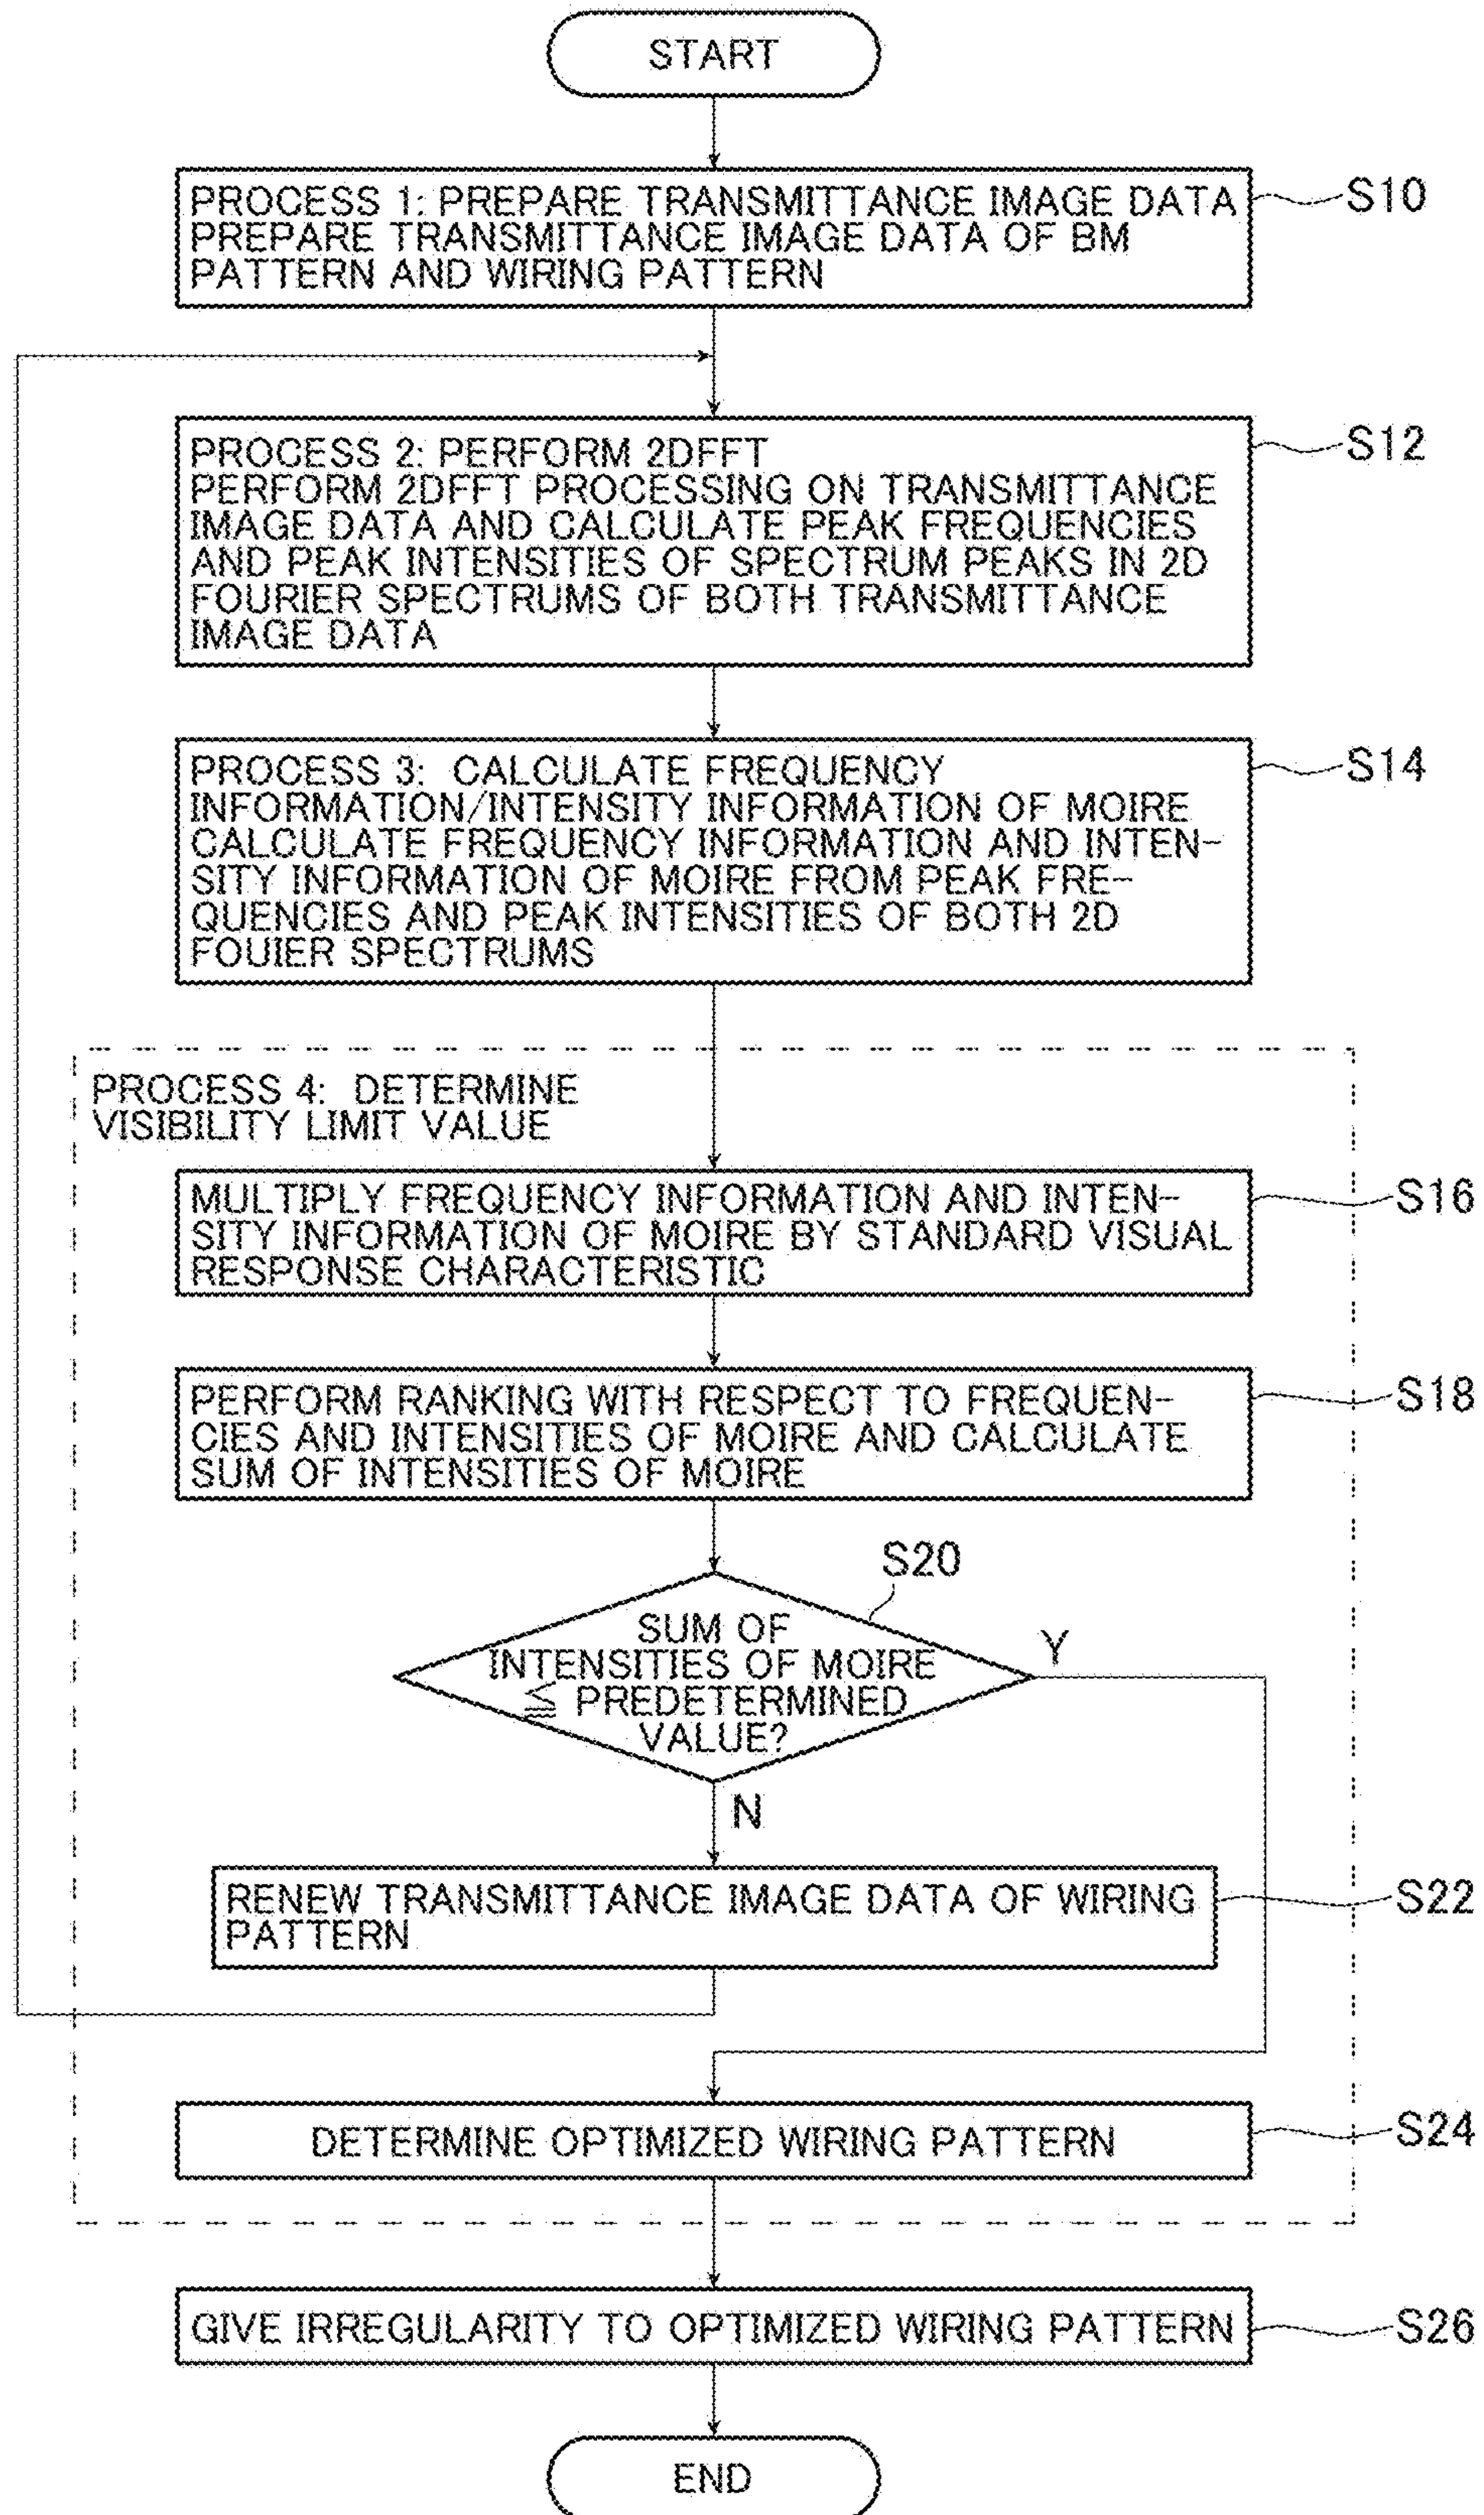 START
PROCESS 1: PREPARE TRANSMITTANCE IMAGE DATA
PREPARE TRANSMITTANCE IMAGE DATA OF BM
PATTERN AND WIRING PATTERN
S10
PROCESS 2: PERFORM 2DFFT
PERFORM 2DFFT PROCESSING ON TRANSMITTANCE
IMAGE DATA AND CALCULATE PEAK FREQUENCIES
AND PEAK INTENSITIES OF SPECTRUM PEAKS IN 2D
FOURIER SPECTRUMS OF BOTH TRANSMITTANCE
IMAGE DATA
S12
PROCESS 3: CALCULATE FREQUENCY
INFORMATION/INTENSITY INFORMATION OF MOIRE
CALCULATE FREQUENCY INFORMATION AND INTEN-
SITY INFORMATION OF MOIRE FROM PEAK FRE-
QUENCIES AND PEAK INTENSITIES OF BOTH 2D
FOUIER SPECTRUMS
S14
PROCESS 4: DETERMINE
VISIBILITY LIMIT VALUE
MULTIPLY FREQUENCY INFORMATION AND INTEN-
SITY INFORMATION OF MOIRE BY STANDARD VISUAL
RESPONSE CHARACTERISTIC
S16
PERFORM RANKING WITH RESPECT TO FREQUEN-
CIES AND INTENSITIES OF MOIRE AND CALCULATE
SUM OF INTENSITIES OF MOIRE
S18
S20
SUM OF
INTENSITIES OF MOIRE
≦ PREDETERMINED
VALUE?
Y
N
RENEW TRANSMITTANCE IMAGE DATA OF WIRING
PATTERN
S22
DETERMINE OPTIMIZED WIRING PATTERN
S24
GIVE IRREGULARITY TO OPTIMIZED WIRING PATTERN
S26
END